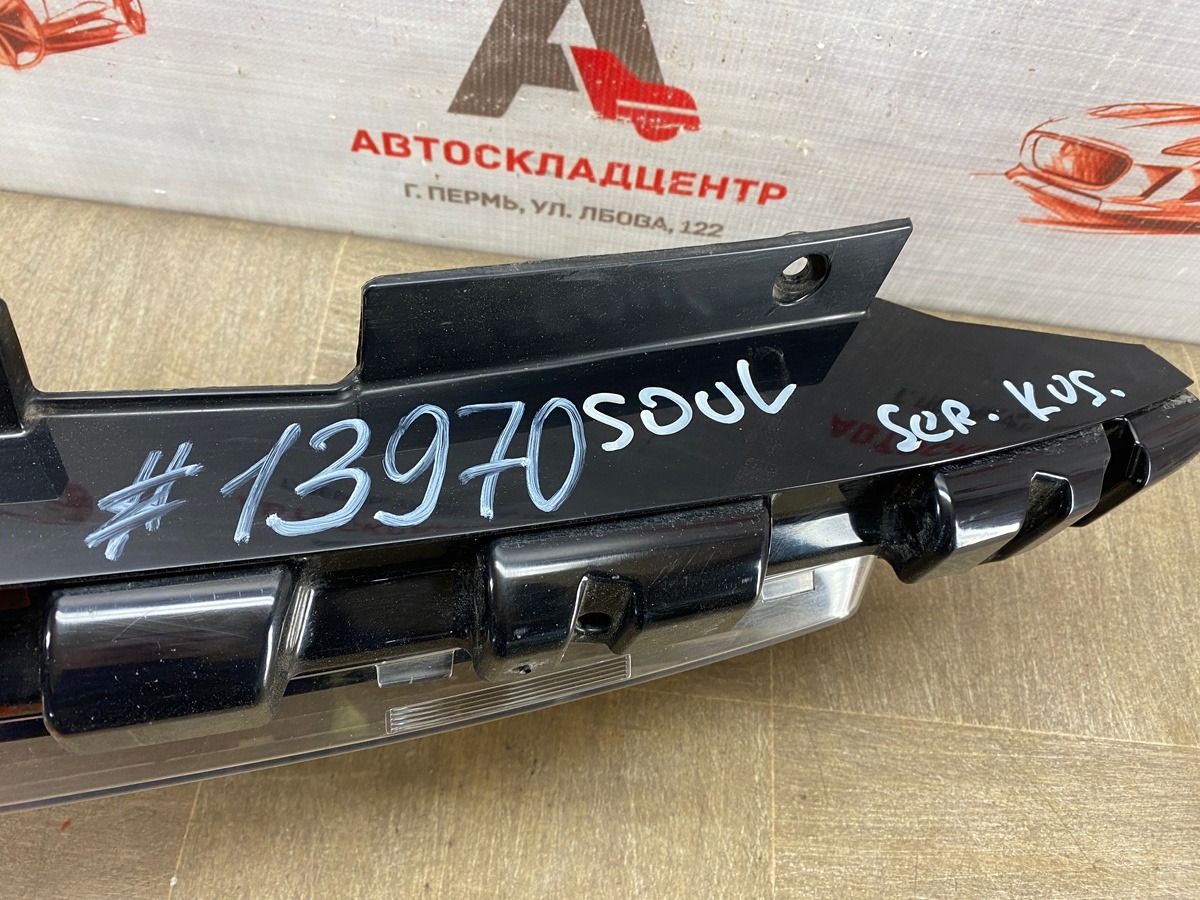 АВТОСКЛАДЦЕНТР
Г. ПЕРМЬ, УЛ. ЛБОВА, 122
#13970 SOUL
SER. KUS.